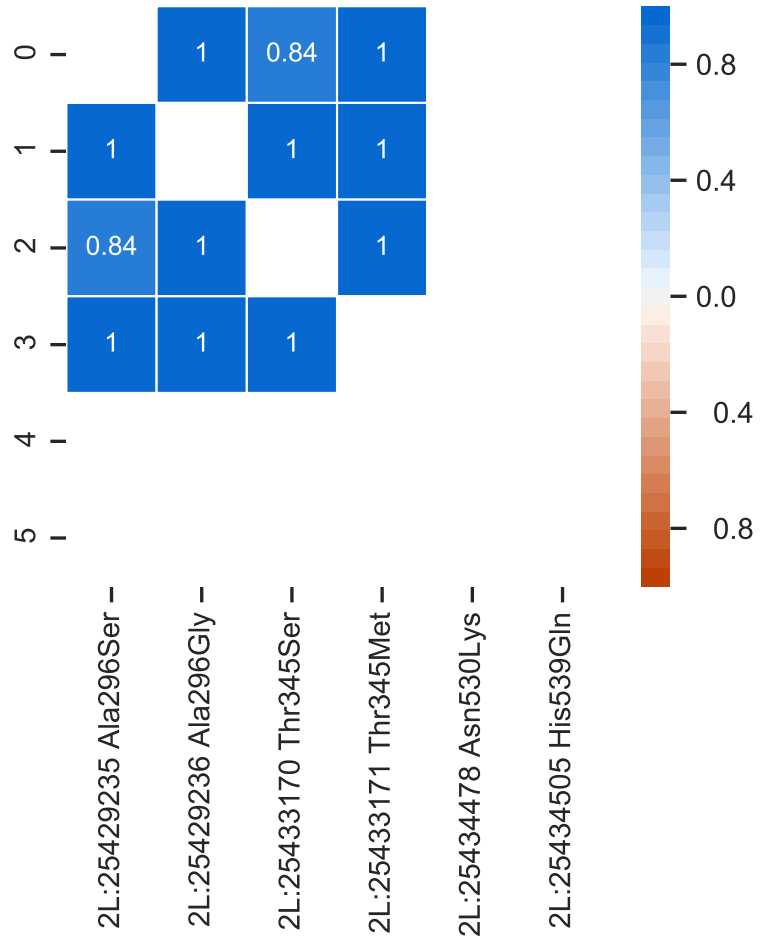 0 1 0.84 1
1 1 1 1
2 0.84 1 1
3 1 1 1
4
5
0.8
0.4
0.0
0.4
0.8
2L:25429235 Ala296Ser
2L:25429236 Ala296Gly
2L:25433170 Thr345Ser
2L:25433171 Thr345Met
2L:25434478 Asn530Lys
2L:25434505 His539Gln